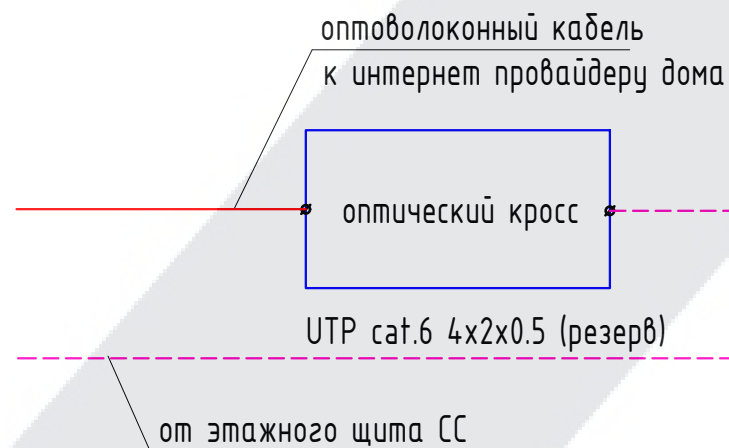 оптоволоконный кабель
к интернет провайдеру дома
оптический кросс
UTP cat.6 4x2x0.5 (резерв)
от этажного щита СС